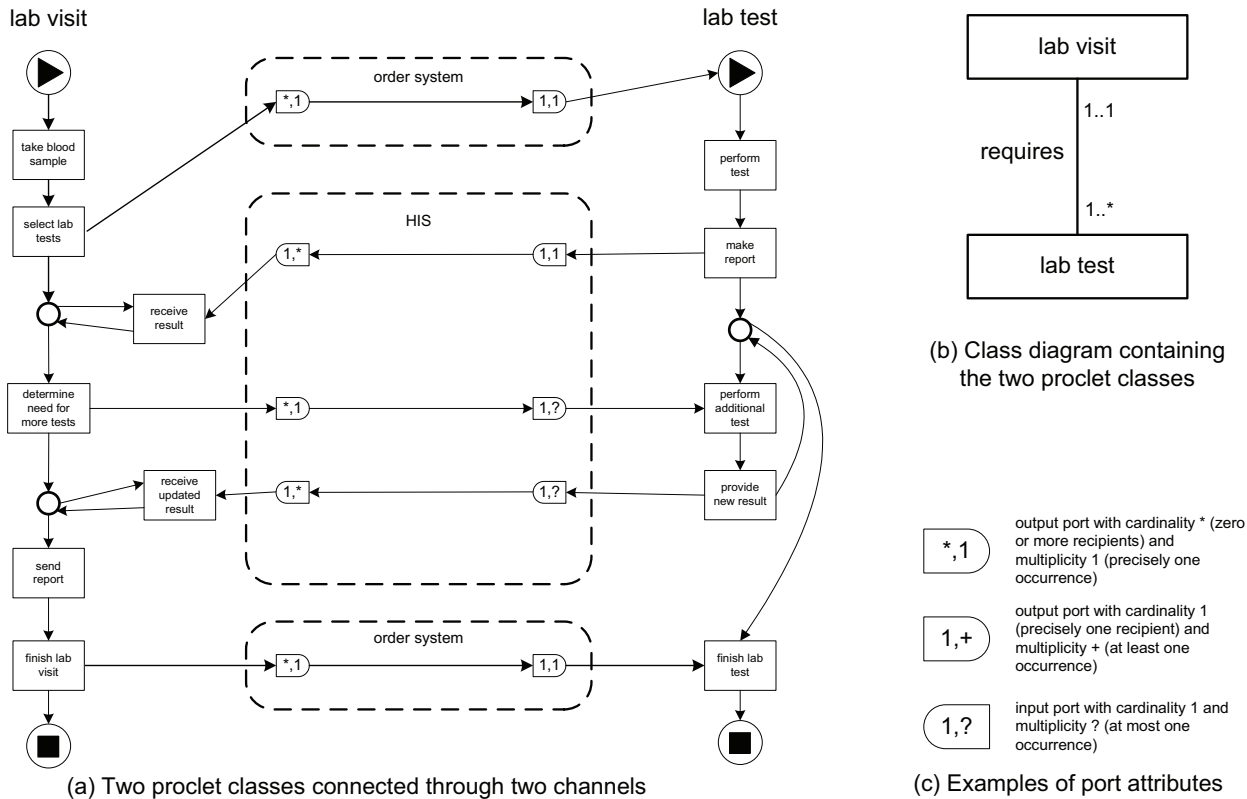 lab visit
lab test
order system
*,1
1,1
take blood
sample
perform
test
select lab
tests
HIS
1,*
1,1
make
report
receive
result
determine
need for
more tests
*,1
1,?
perform
additional
test
receive
updated
result
1,*
1,?
provide
new result
send
report
order system
finish lab
visit
*,1
1,1
finish lab
test
(a) Two proclet classes connected through two channels
lab visit
1..1
requires
1..*
lab test
(b) Class diagram containing
the two proclet classes
*,1
output port with cardinality * (zero
or more recipients) and
multiplicity 1 (precisely one
occurrence)
1,+
output port with cardinality 1
(precisely one recipient) and
multiplicity + (at least one
occurrence)
1,?
input port with cardinality 1 and
multiplicity ? (at most one
occurrence)
(c) Examples of port attributes